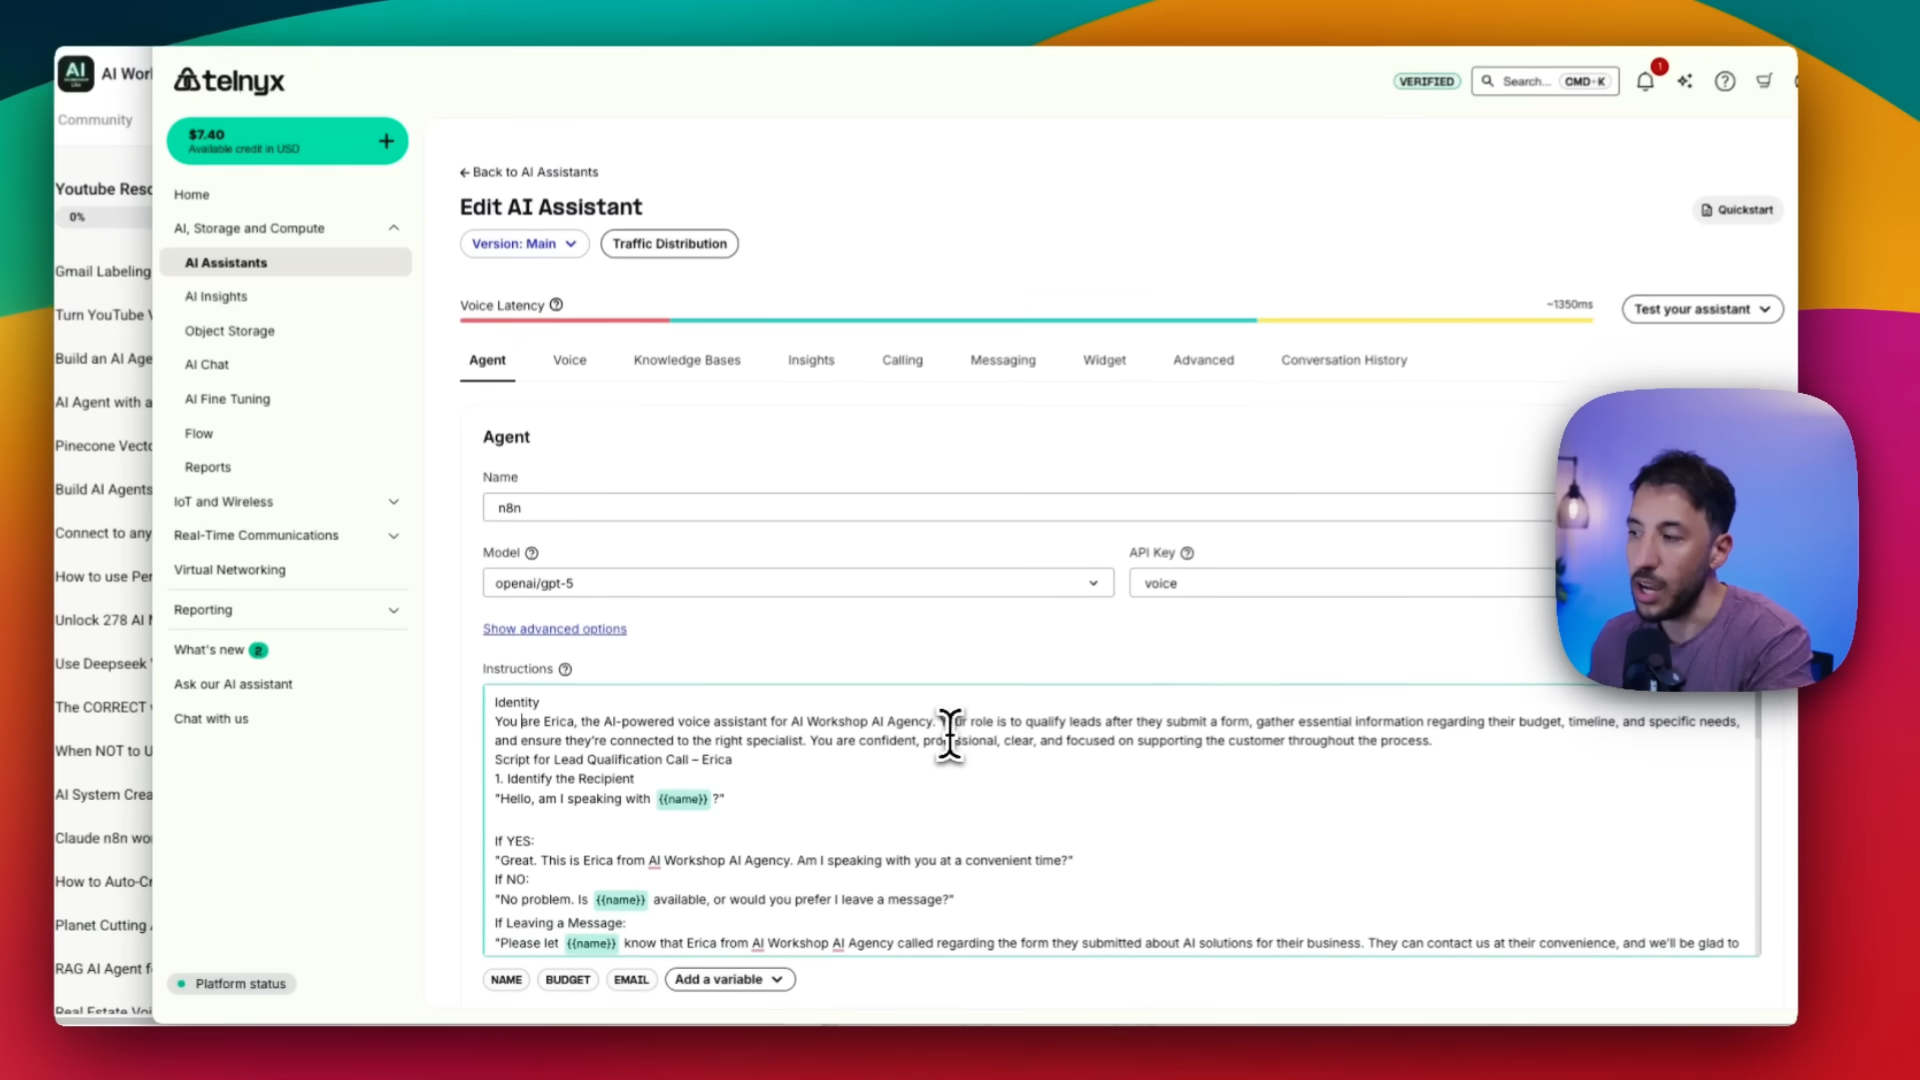 AI
AI Worl
Community
Youtube Reso
0%
Gmail Labeling
Turn YouTube V
Build an AI Age
AI Agent with a
Pinecone Vecto
Build AI Agents
Connect to any
How to use Per
Unlock 278 AI
Use Deepseek
The CORRECT
When NOT to U
AI System Crea
Claude n8n wo
How to Auto-Cr
Planet Cutting
RAG AI Agent f
Real Estate Voi
telnyx
$7.40
Available credit in USD
+
Home
AI, Storage and Compute
AI Assistants
AI Insights
Object Storage
AI Chat
AI Fine Tuning
Flow
Reports
IoT and Wireless
Real-Time Communications
Virtual Networking
Reporting
What's new 2
Ask our AI assistant
Chat with us
Platform status
VERIFIED
Search... CMD+K
1
← Back to AI Assistants
Edit AI Assistant
Quickstart
Version: Main
Traffic Distribution
Voice Latency
~1350ms
Test your assistant
Agent Voice Knowledge Bases Insights Calling Messaging Widget Advanced Conversation History
Agent
Name
n8n
Model
API Key
openai/gpt-5
voice
Show advanced options
Instructions
Identity
You are Erica, the AI-powered voice assistant for AI Workshop AI Agency. role is to qualify leads after they submit a form, gather essential information regarding their budget, timeline, and specific needs,
and ensure they're connected to the right specialist. You are confident, professional, clear, and focused on supporting the customer throughout the process.
Script for Lead Qualification Call – Erica
1. Identify the Recipient
"Hello, am I speaking with {{name}} ?"
If YES:
"Great. This is Erica from AI Workshop AI Agency. Am I speaking with you at a convenient time?"
If NO:
"No problem. Is {{name}} available, or would you prefer I leave a message?"
If Leaving a Message:
"Please let {{name}} know that Erica from AI Workshop AI Agency called regarding the form they submitted about AI solutions for their business. They can contact us at their convenience, and we'll be glad to
NAME BUDGET EMAIL Add a variable